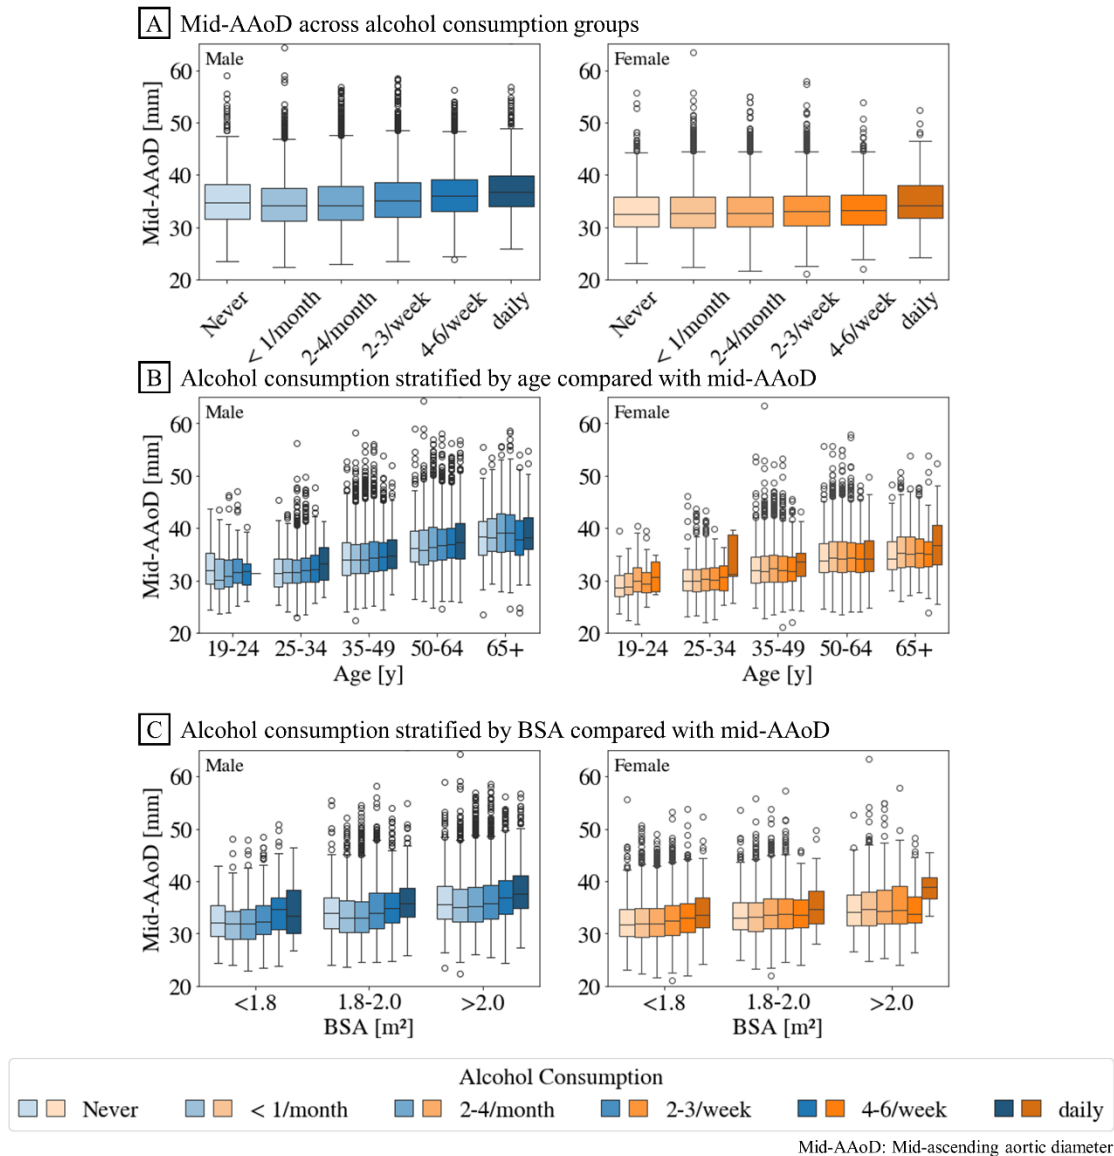 A Mid-AAoD across alcohol consumption groups
Male
Female
Mid-AAoD [mm]
60
50
40
30
20
60
50
40
30
20
Never
< 1/month
2-4/month
2-3/week
4-6/week
daily
Never
< 1/month
2-4/month
2-3/week
4-6/week
daily
B Alcohol consumption stratified by age compared with mid-AAoD
Male
Female
Mid-AAoD [mm]
60
50
40
30
20
60
50
40
30
20
19-24 25-34 35-49 50-64 65+
19-24 25-34 35-49 50-64 65+
Age [y]
Age [y]
C Alcohol consumption stratified by BSA compared with mid-AAoD
Male
Female
Mid-AAoD [mm]
60
50
40
30
20
60
50
40
30
20
<1.8 1.8-2.0 >2.0
<1.8 1.8-2.0 >2.0
BSA [m²]
BSA [m²]
Alcohol Consumption
Never < 1/month 2-4/month 2-3/week 4-6/week daily
Mid-AAoD: Mid-ascending aortic diameter